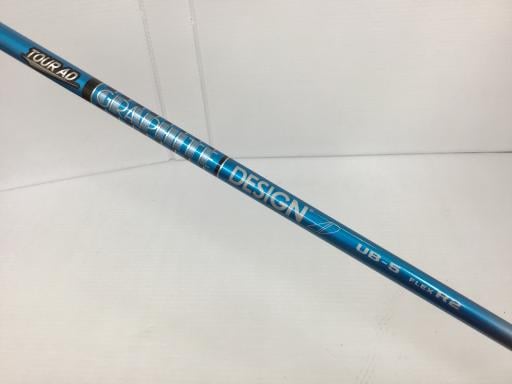 TOUR AD
GRAPHITE DESIGN
UB-5 FLEX R2